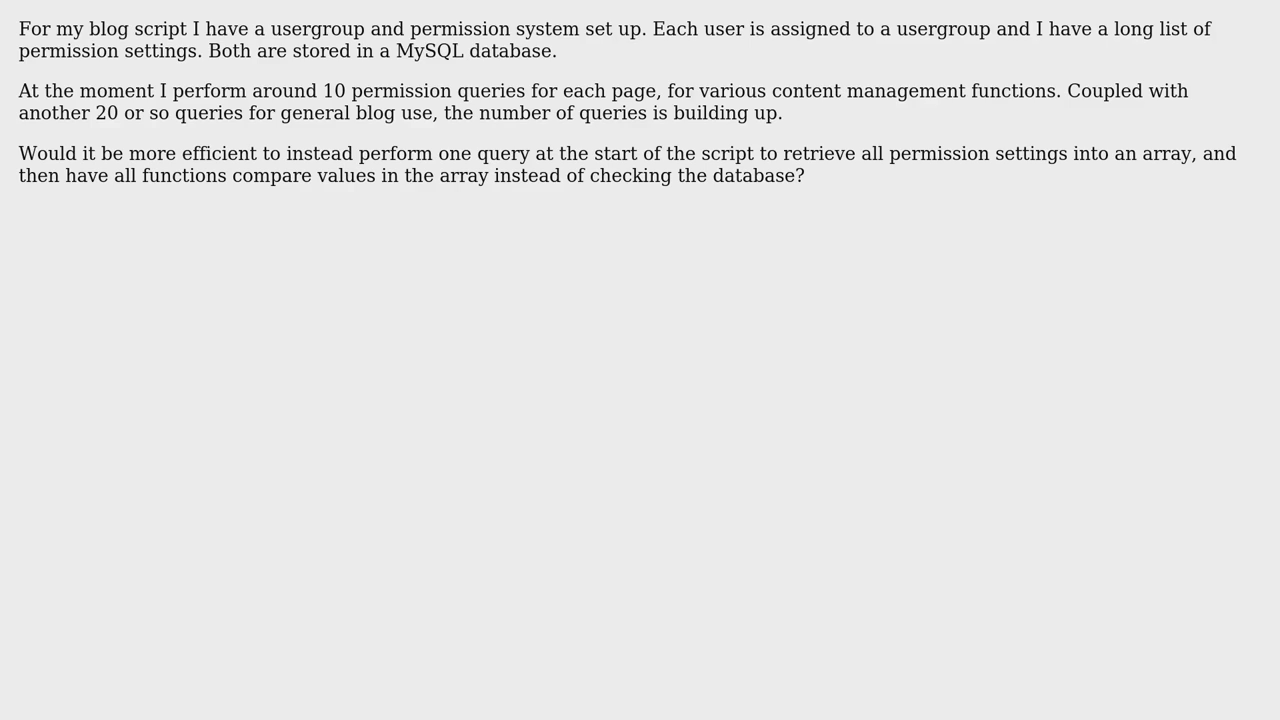 For my blog script I have a usergroup and permission system set up. Each user is assigned to a usergroup and I have a long list of
permission settings. Both are stored in a MySQL database.
At the moment I perform around 10 permission queries for each page, for various content management functions. Coupled with
another 20 or so queries for general blog use, the number of queries is building up.
Would it be more efficient to instead perform one query at the start of the script to retrieve all permission settings into an array, and
then have all functions compare values in the array instead of checking the database?